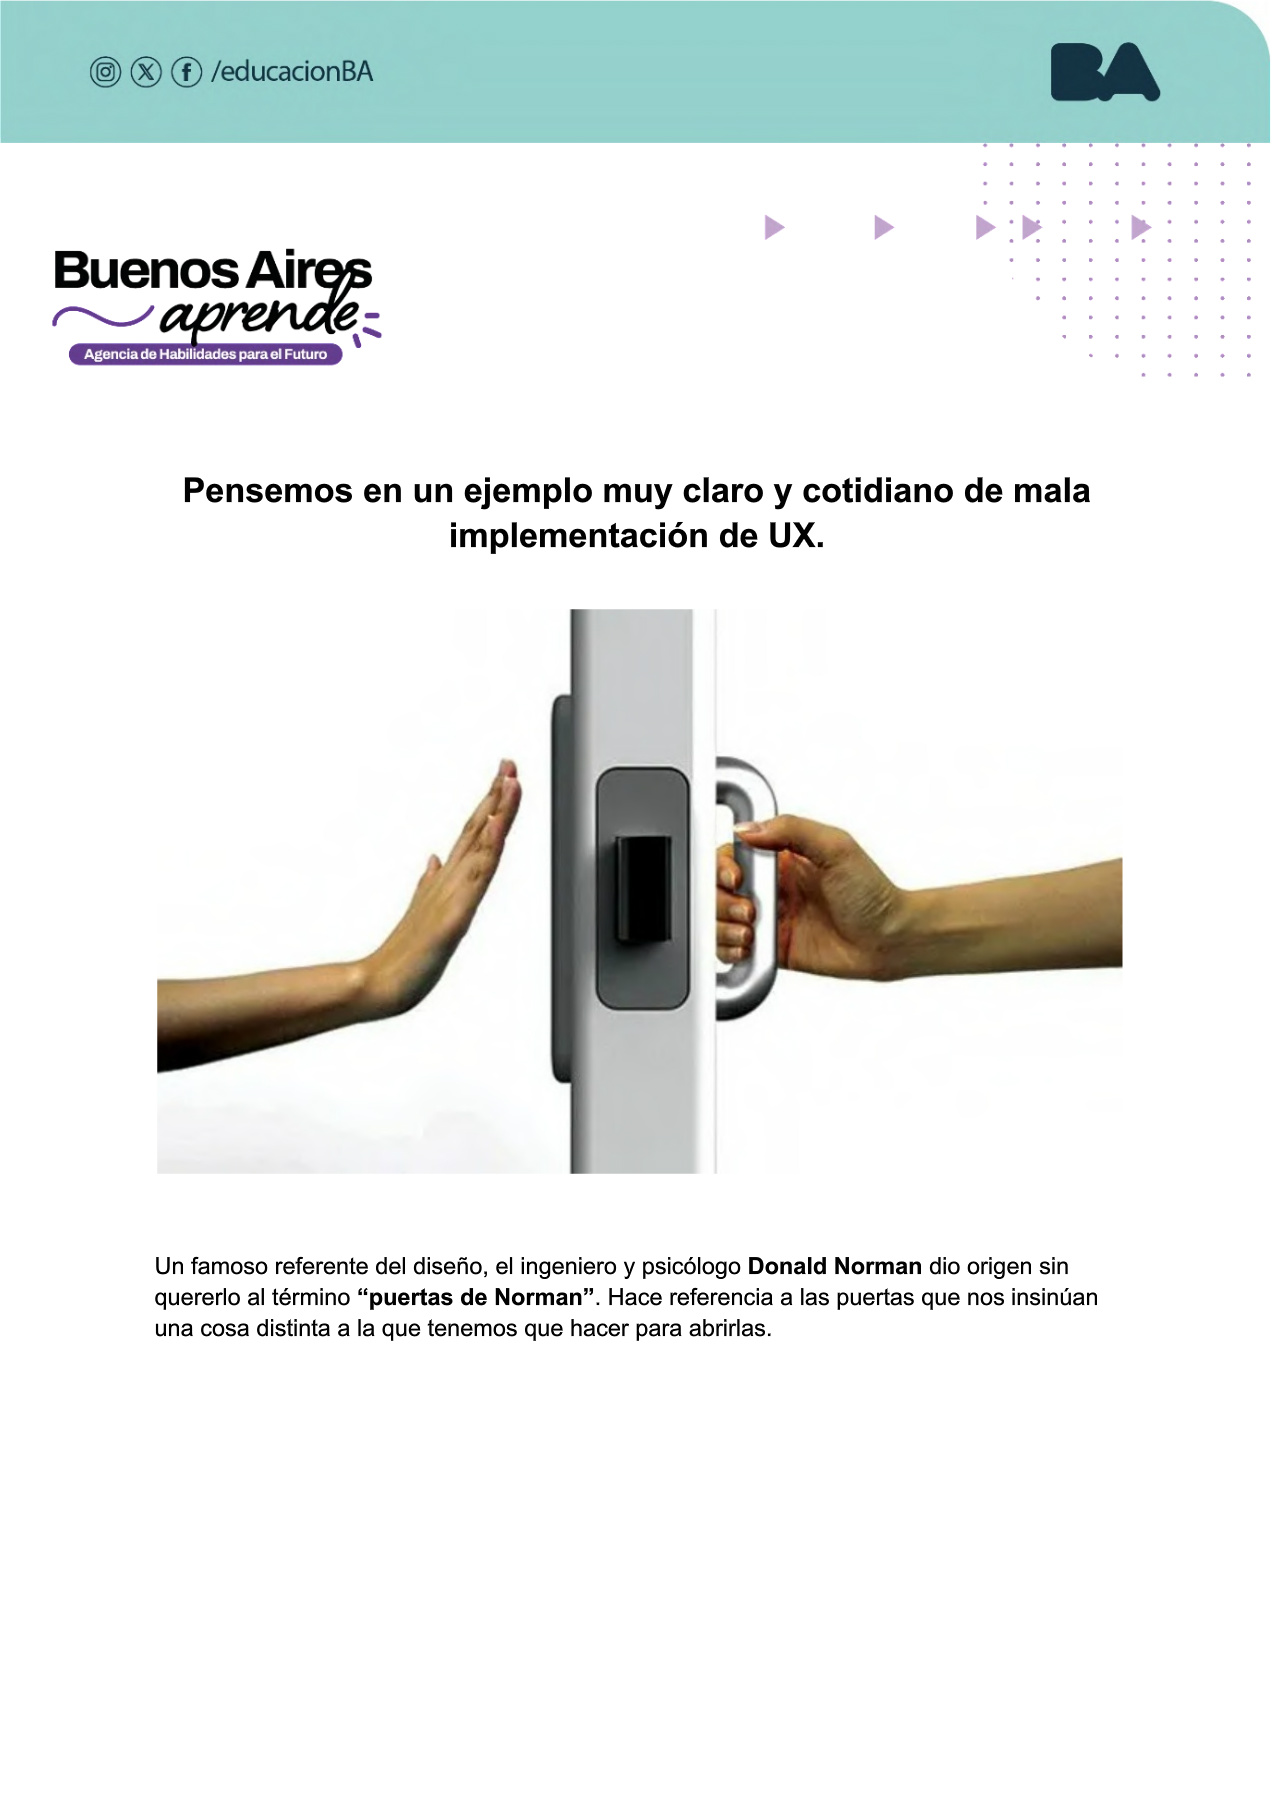 /educacionBA
BA
Buenos Aires
aprende
Agencia de Habilidades para el Futuro
Pensemos en un ejemplo muy claro y cotidiano de mala
implementación de UX.
Un famoso referente del diseño, el ingeniero y psicólogo Donald Norman dio origen sin
quererlo al término “puertas de Norman”. Hace referencia a las puertas que nos insinúan
una cosa distinta a la que tenemos que hacer para abrirlas.